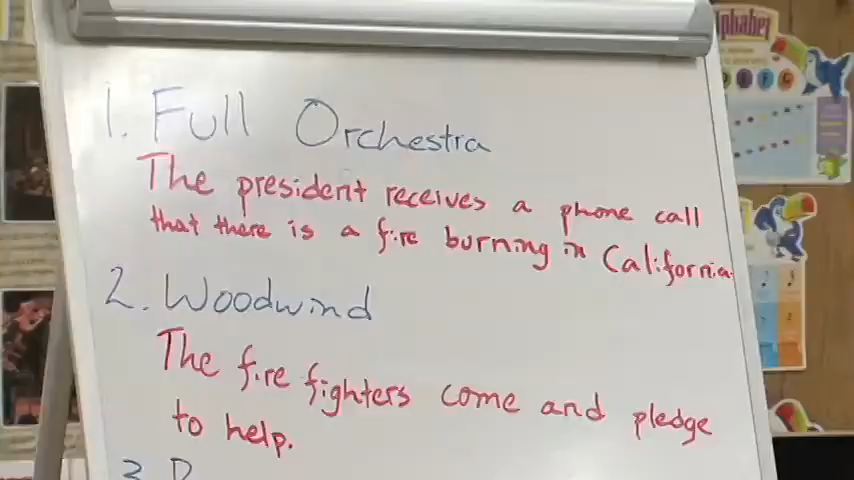 1. Full Orchestra
The president receives a phone call
that there is a fire burning in California.
2. Woodwind
The fire fighters come and pledge
to help.
3.